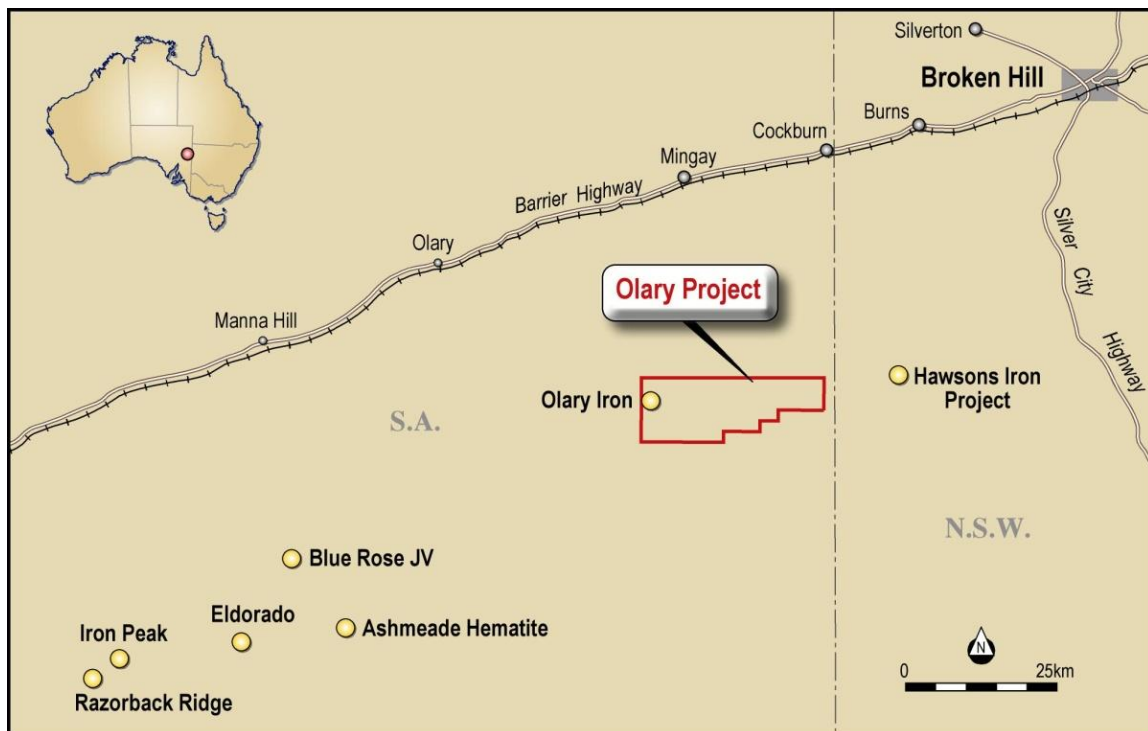 Silverton
Broken Hill
Burns
Cockburn
Mingay
Barrier Highway
Silver City
Highway
Olary
Olary Project
Manna Hill
Olary Iron
Hawsons Iron
Project
S.A.
N.S.W.
Blue Rose JV
Eldorado
Ashmeade Hematite
Iron Peak
Razorback Ridge
N
0
25km